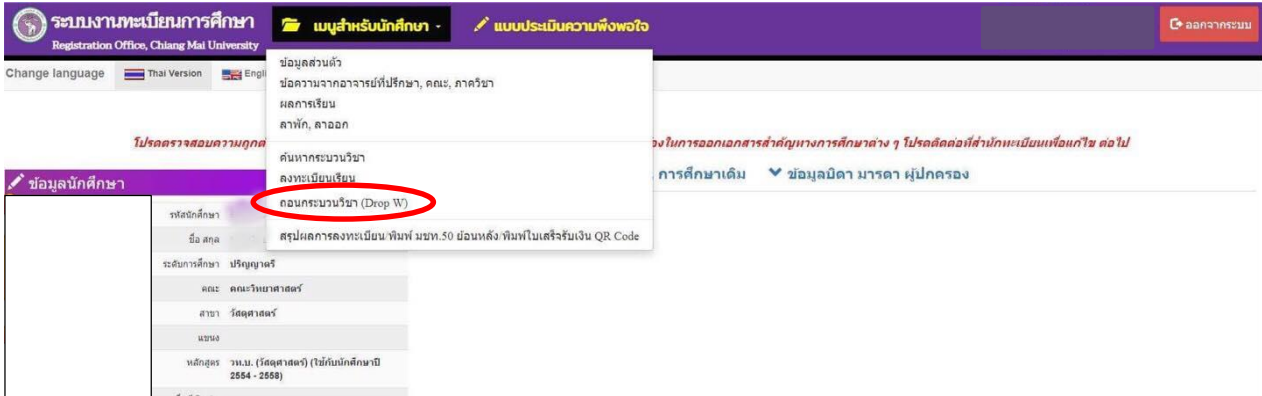 ระบบงานทะเบียนการศึกษา
Registration Office, Chiang Mai University
เมนูสำหรับนักศึกษา -
แบบประเมินความพึงพอใจ
ออกจากระบบ
Change language
Thai Version
Engl
ข้อมูลส่วนตัว
ข้อความจากอาจารย์ที่ปรึกษา, คณะ, ภาควิชา
ผลการเรียน
ลาพัก, ลาออก
ค้นหากระบวนวิชา
ลงทะเบียนเรียน
ถอนกระบวนวิชา (Drop W)
สรุปผลการลงทะเบียน/พิมพ์ มชท.50 ย้อนหลัง/พิมพ์ใบเสร็จรับเงิน QR Code
โปรดตรวจสอบความถูกต้ องในการออกเอกสารสำคัญทางการศึกษาต่าง ๆ โปรดติดต่อที่สำนักทะเบียนเพื่อแก้ไข ต่อไป
การศึกษาเดิม ข้อมูลบิดา มารดา ผู้ปกครอง
ข้อมูลนักศึกษา
รหัสนักศึกษา
ชื่อ สกุล
ระดับการศึกษา ปริญญาตรี
คณะ คณะวิทยาศาสตร์
สาขา วัสดุศาสตร์
แขนง
หลักสูตร วท.บ. (วัสดุศาสตร์) (ใช้กับนักศึกษาปี
2554 - 2558)